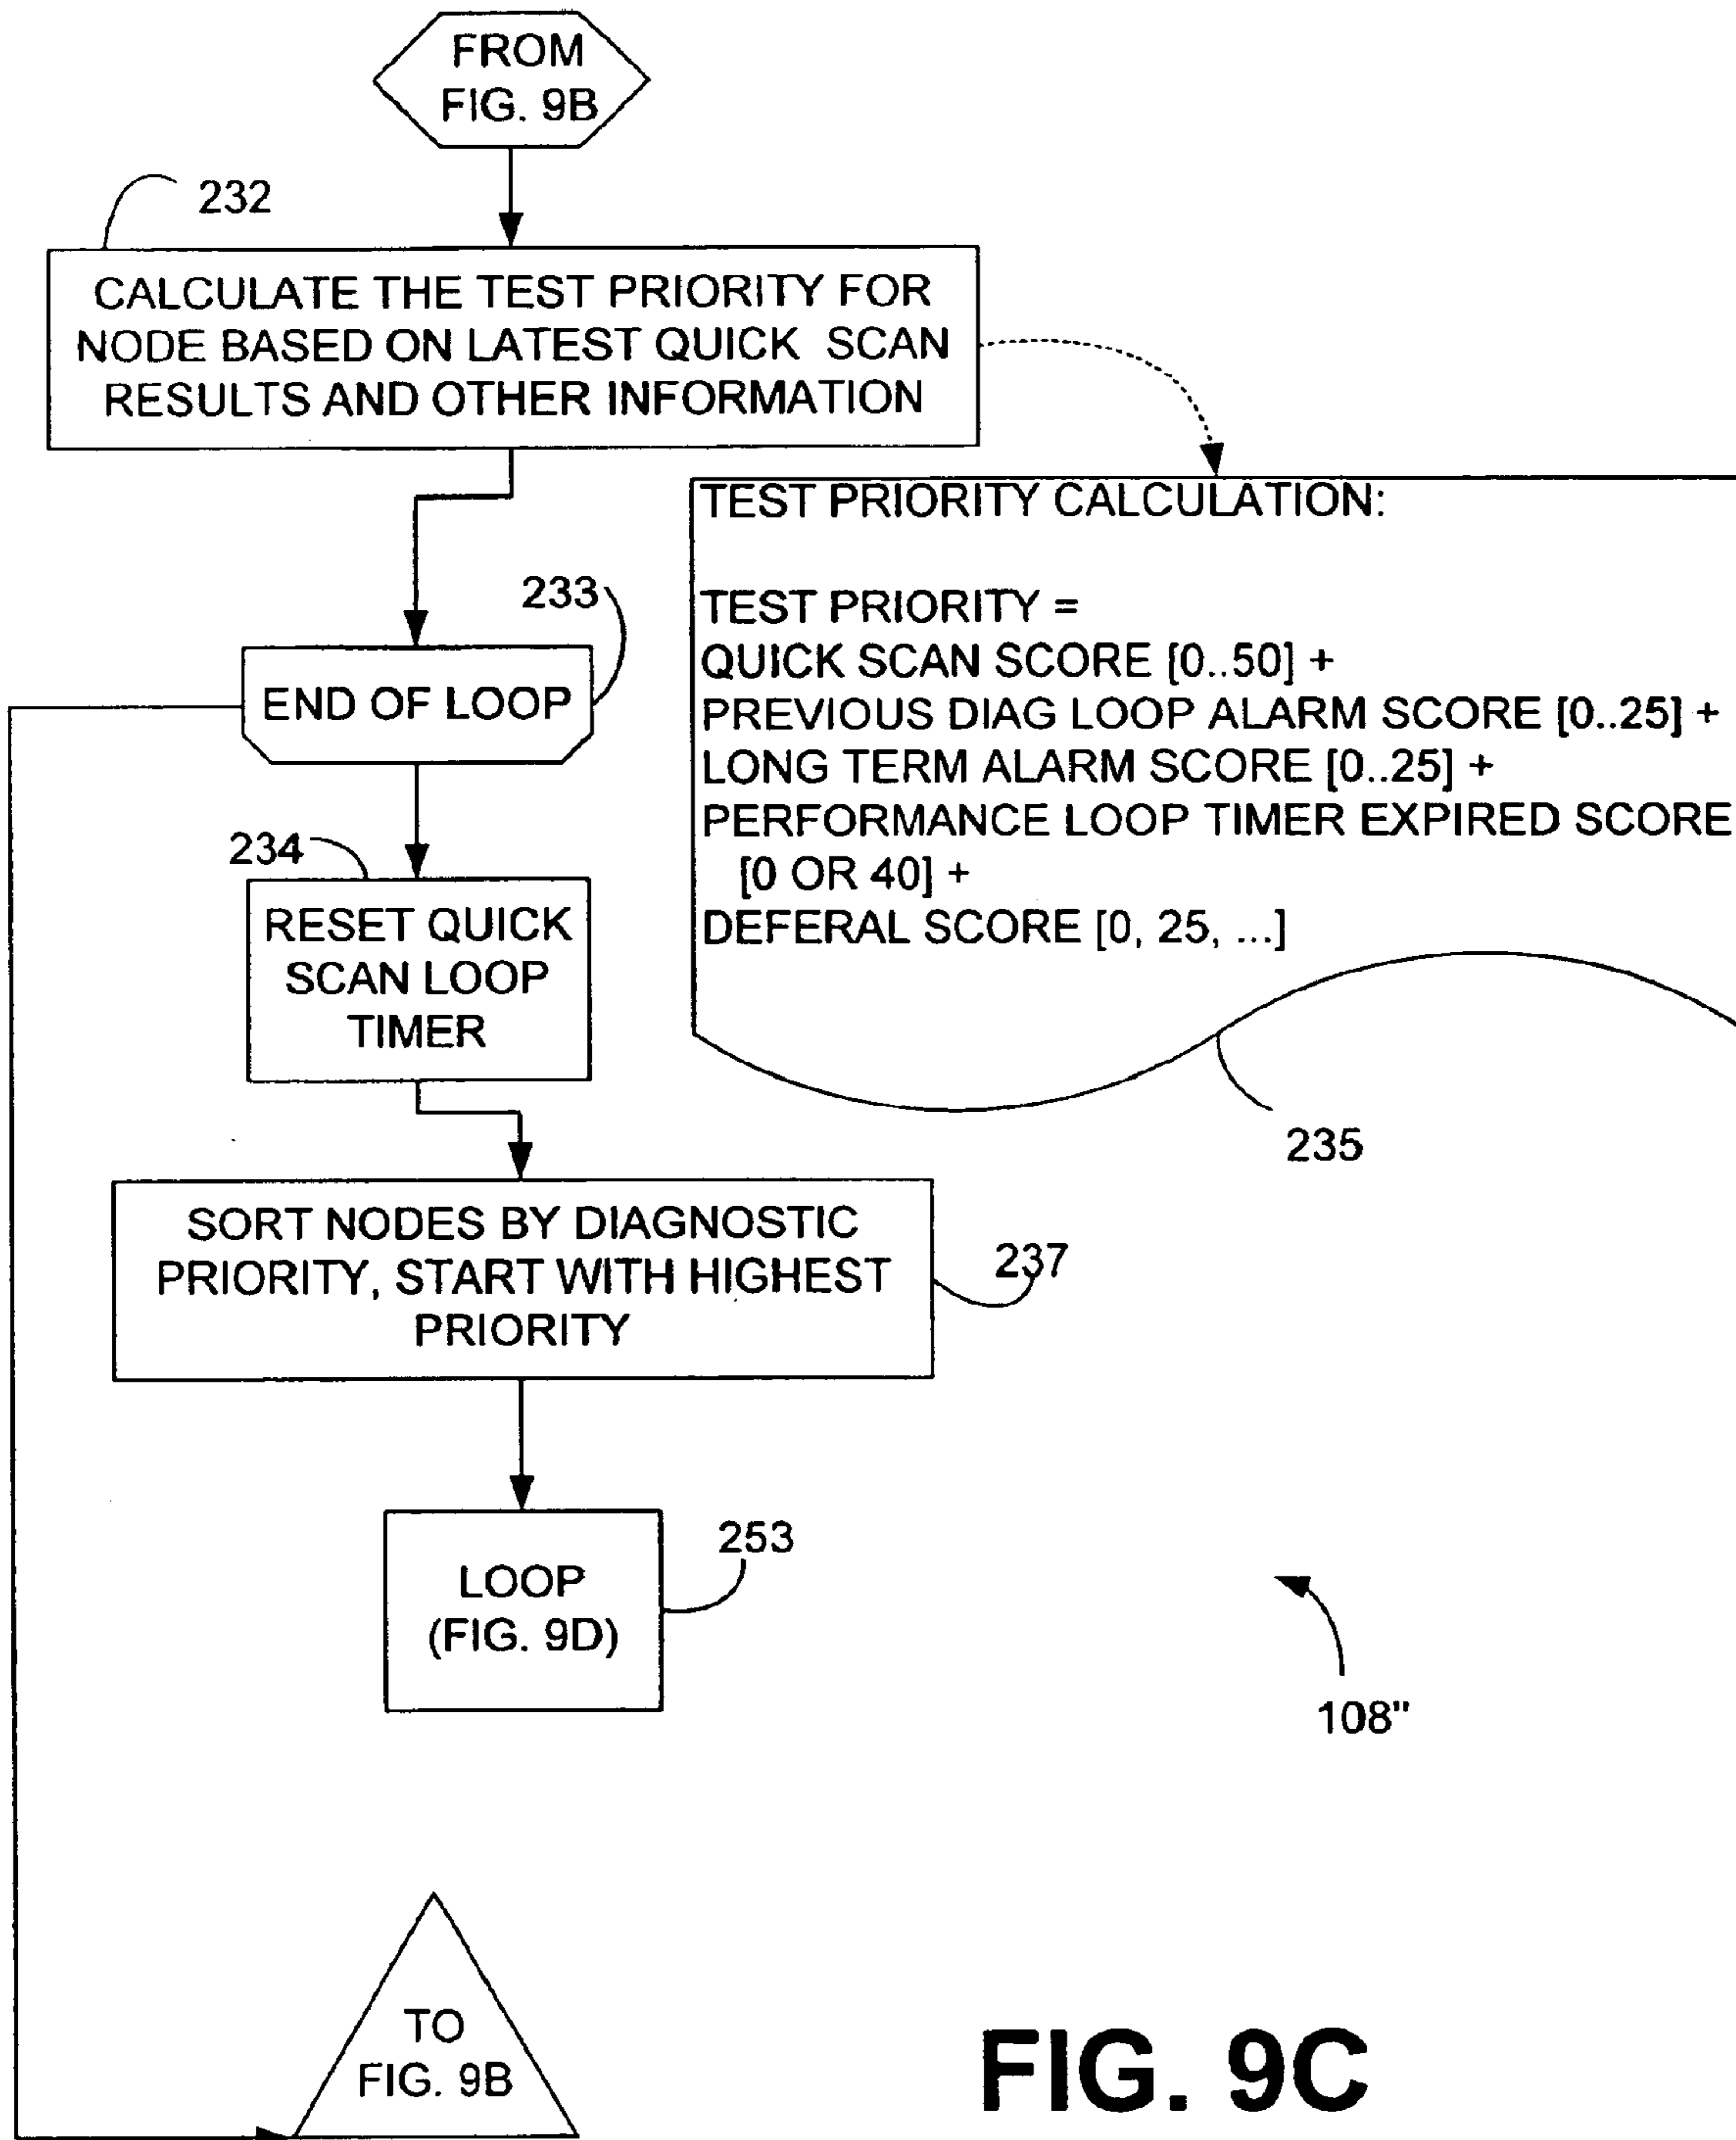 FROM
FIG. 9B
232
CALCULATE THE TEST PRIORITY FOR
NODE BASED ON LATEST QUICK SCAN
RESULTS AND OTHER INFORMATION
TEST PRIORITY CALCULATION:
TEST PRIORITY =
QUICK SCAN SCORE [0..50] +
PREVIOUS DIAG LOOP ALARM SCORE [0..25] +
LONG TERM ALARM SCORE [0..25] +
PERFORMANCE LOOP TIMER EXPIRED SCORE
[0 OR 40] +
DEFERAL SCORE [0, 25, ...]
235
233
END OF LOOP
234
RESET QUICK
SCAN LOOP
TIMER
SORT NODES BY DIAGNOSTIC
PRIORITY, START WITH HIGHEST
PRIORITY
237
LOOP
(FIG. 9D)
253
108"
TO
FIG. 9B
FIG. 9C